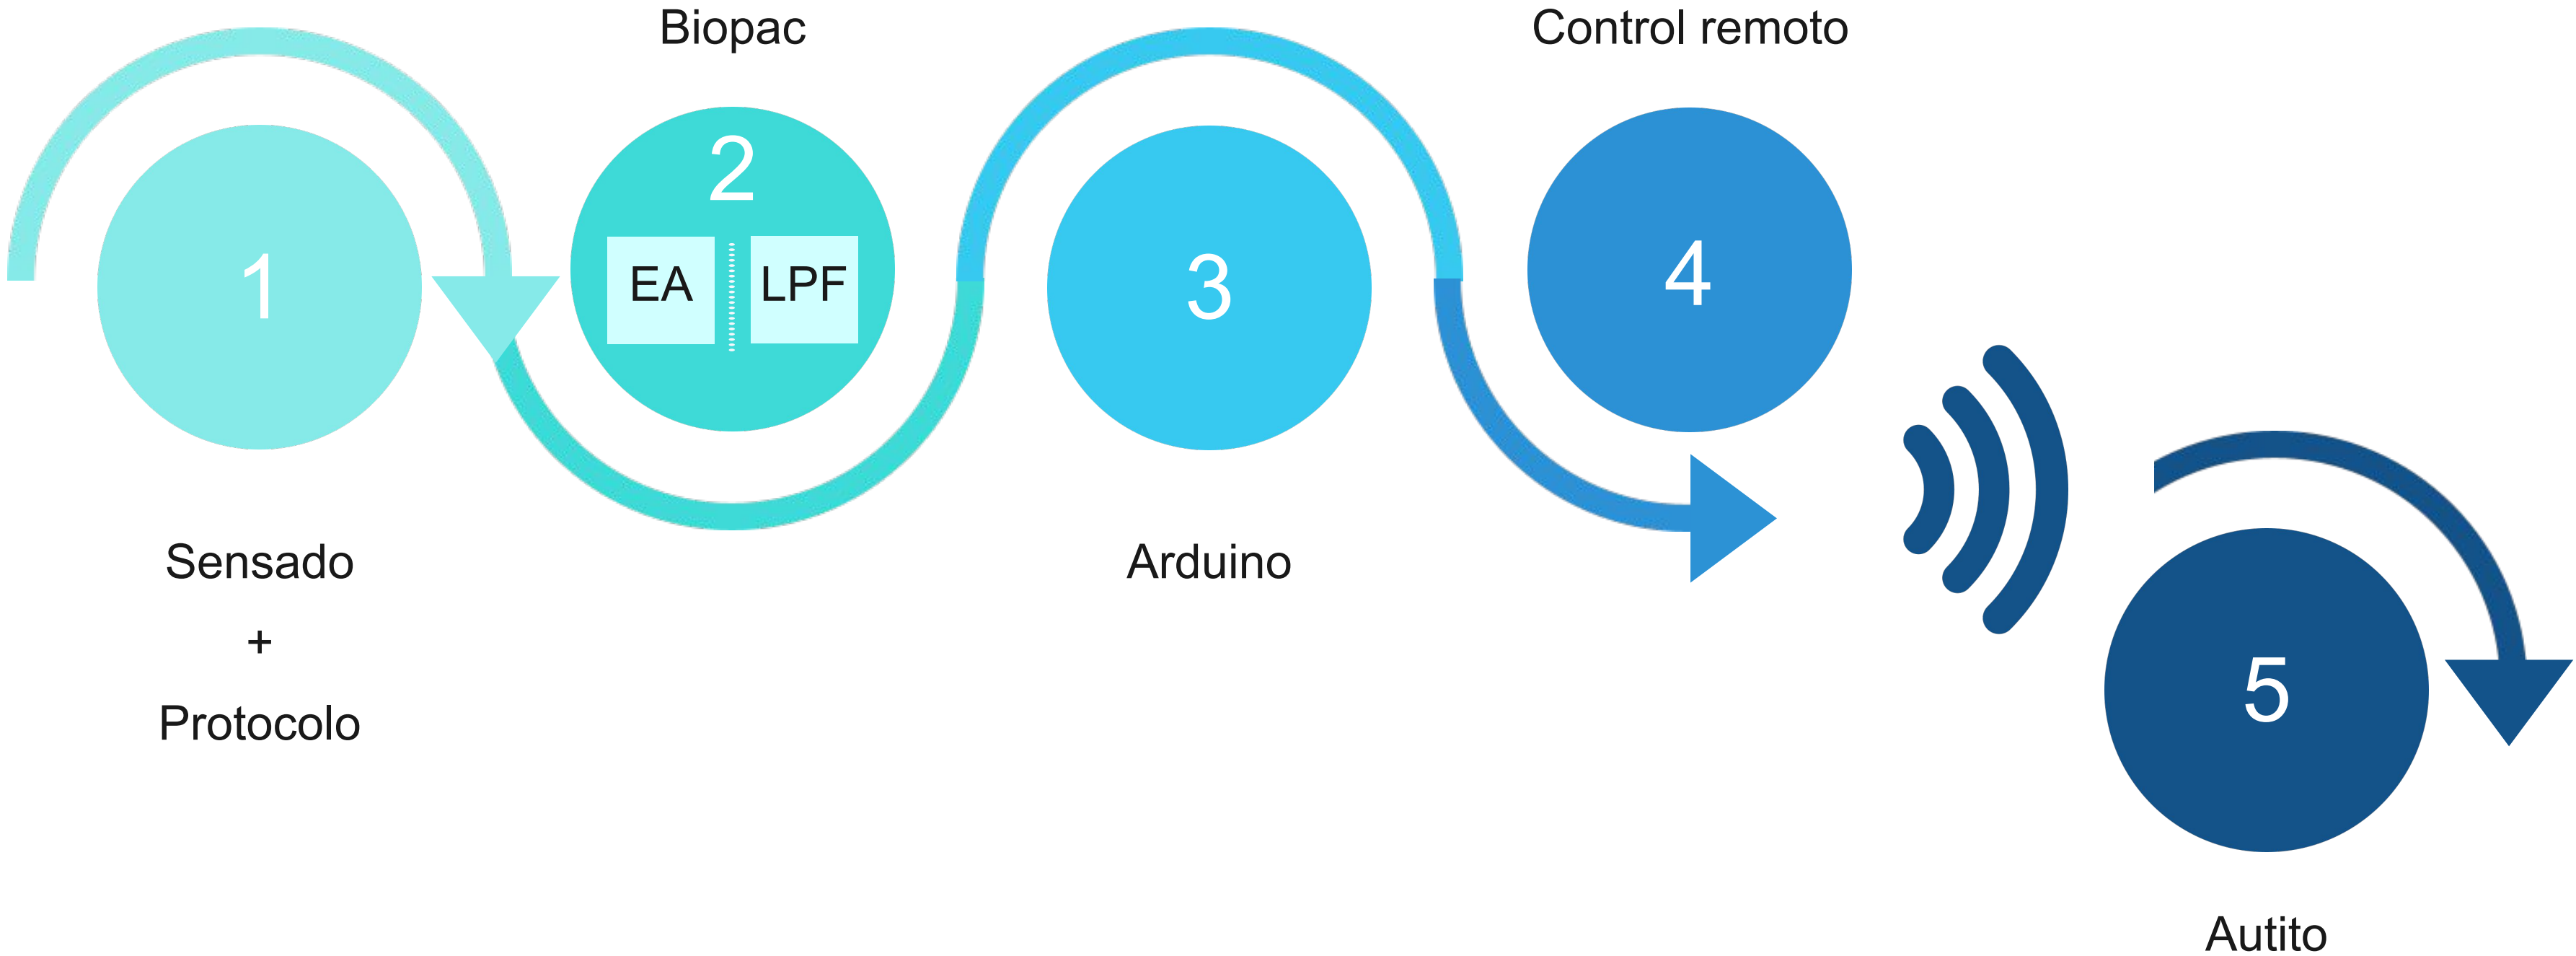 1
Sensado
+
Protocolo
Biopac
2
EA
LPF
3
Arduino
Control remoto
4
5
Autito